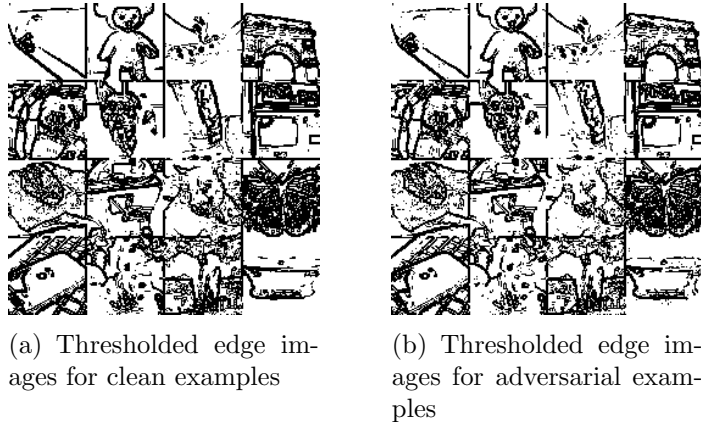 (a) Thresholded edge im-
ages for clean examples
(b) Thresholded edge im-
ages for adversarial exam-
ples